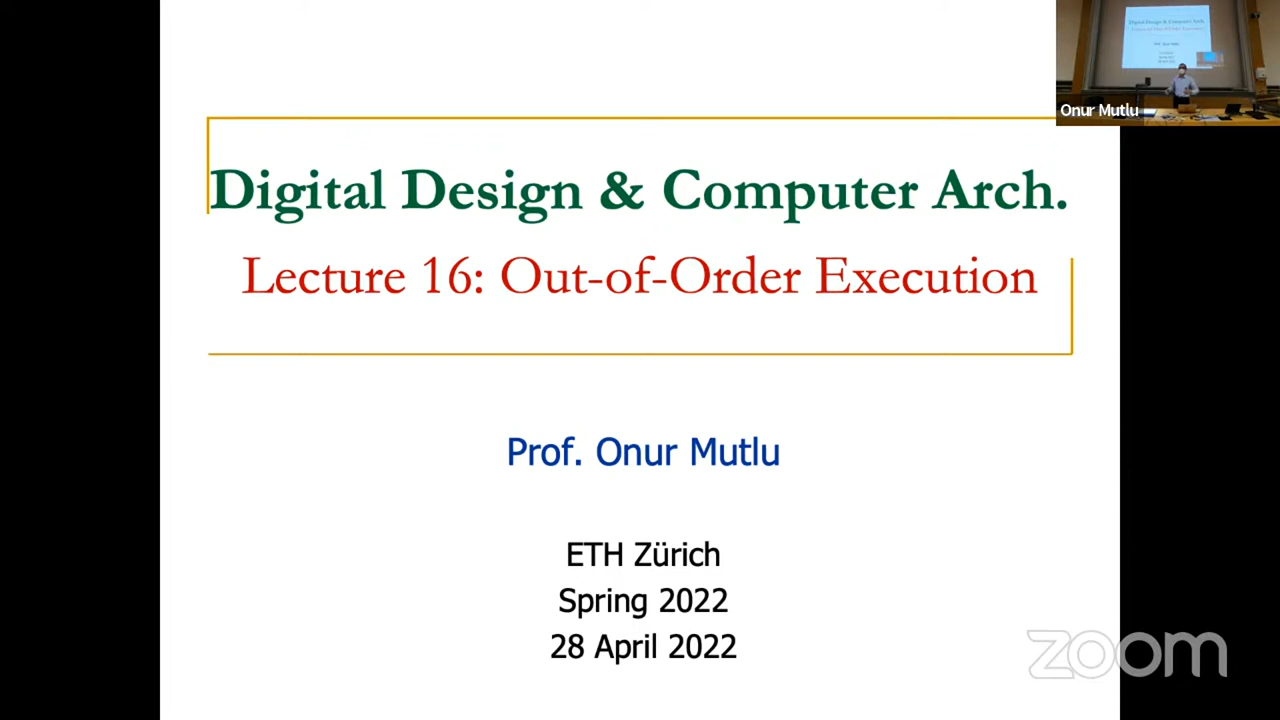 Digital Design & Computer Arch.
Lecture 16: Out-of-Order Execution
Prof. Onur Mutlu
ETH Zürich
Spring 2022
28 April 2022
Onur Mutlu
zoom